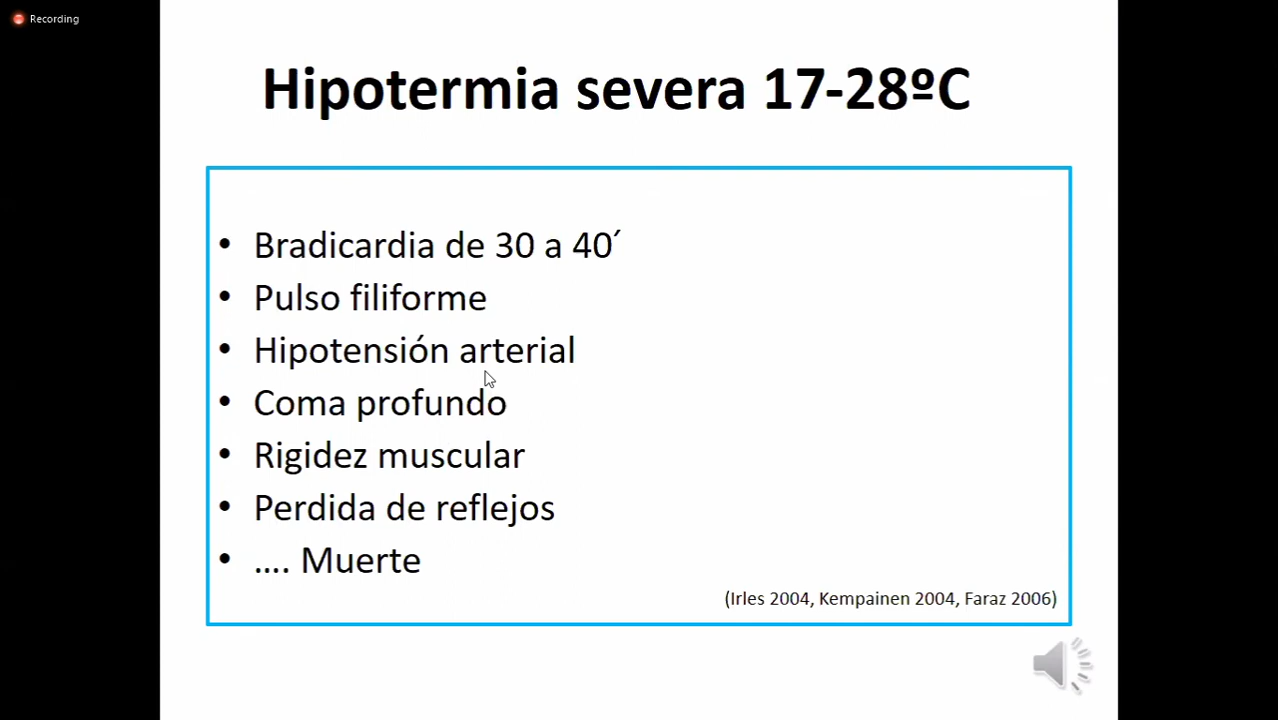 Recording
Hipotermia severa 17-28ºC
• Bradicardia de 30 a 40´
• Pulso filiforme
• Hipotensión arterial
• Coma profundo
• Rigidez muscular
• Perdida de reflejos
• .... Muerte
(Irles 2004, Kempainen 2004, Faraz 2006)